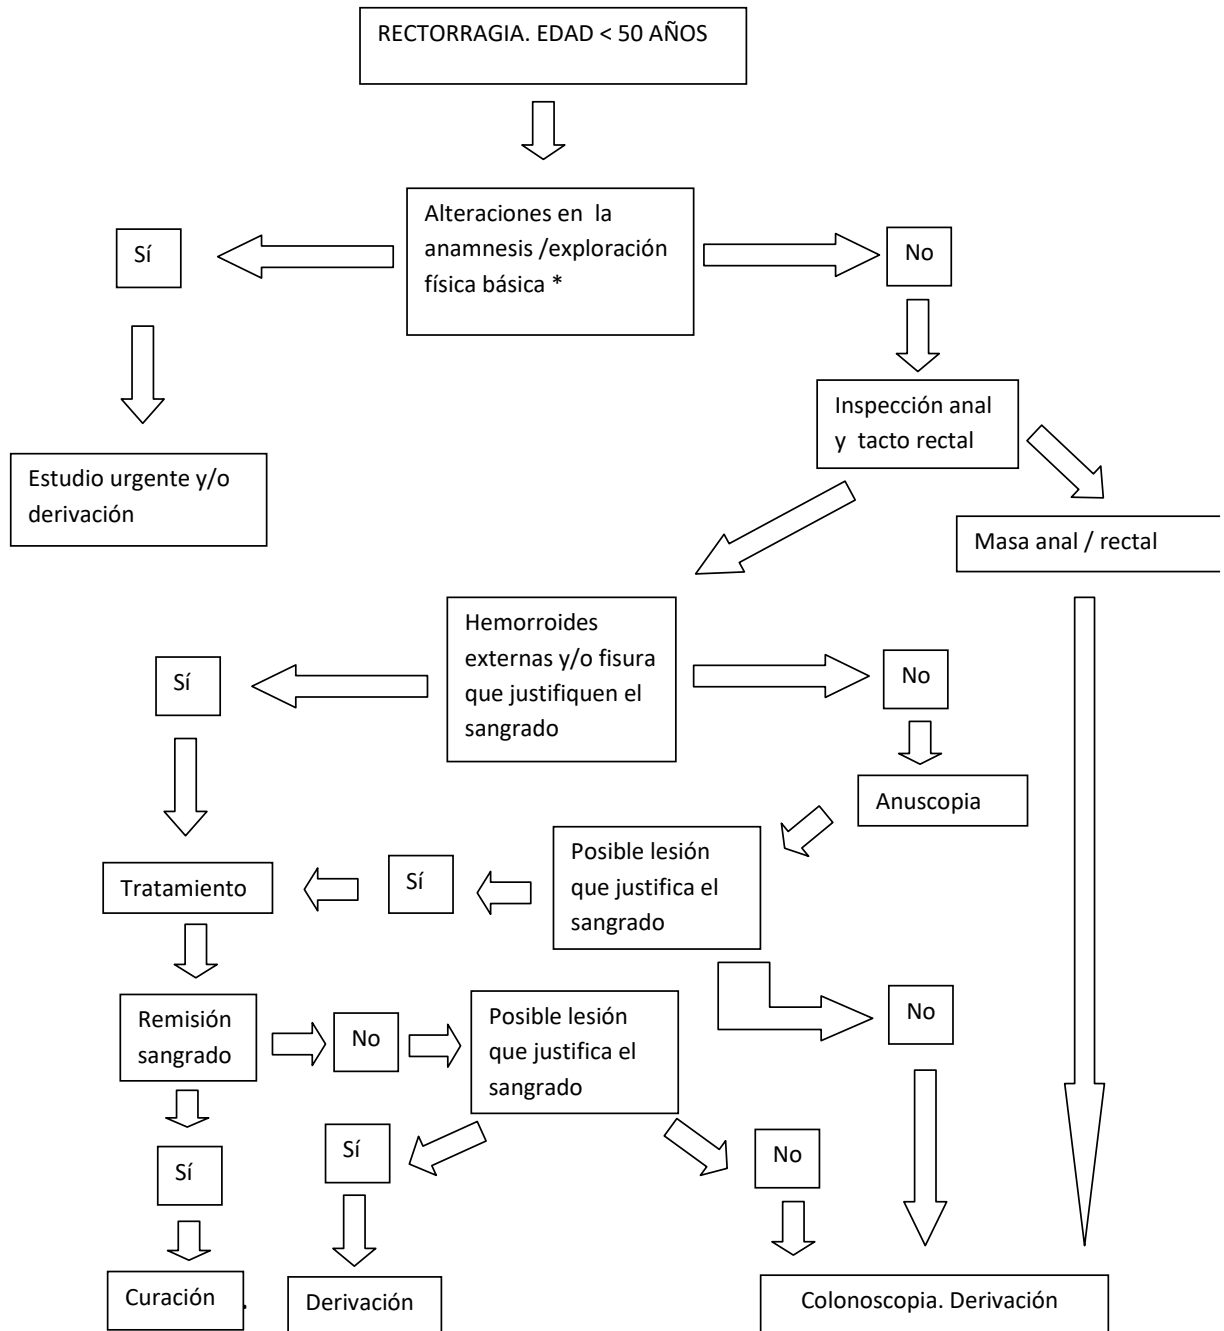 RECTORRAGIA. EDAD < 50 AÑOS
Alteraciones en la
anamnesis /exploración
física básica *
Sí
No
Inspección anal
y tacto rectal
Estudio urgente y/o
derivación
Masa anal / rectal
Hemorroides
externas y/o fisura
que justifiquen el
sangrado
Sí
No
Anuscopia
Posible lesión
que justifica el
sangrado
Sí
Tratamiento
No
Remisión
sangrado
No
Posible lesión
que justifica el
sangrado
Sí
Sí
No
Curación .
Derivación
Colonoscopia. Derivación